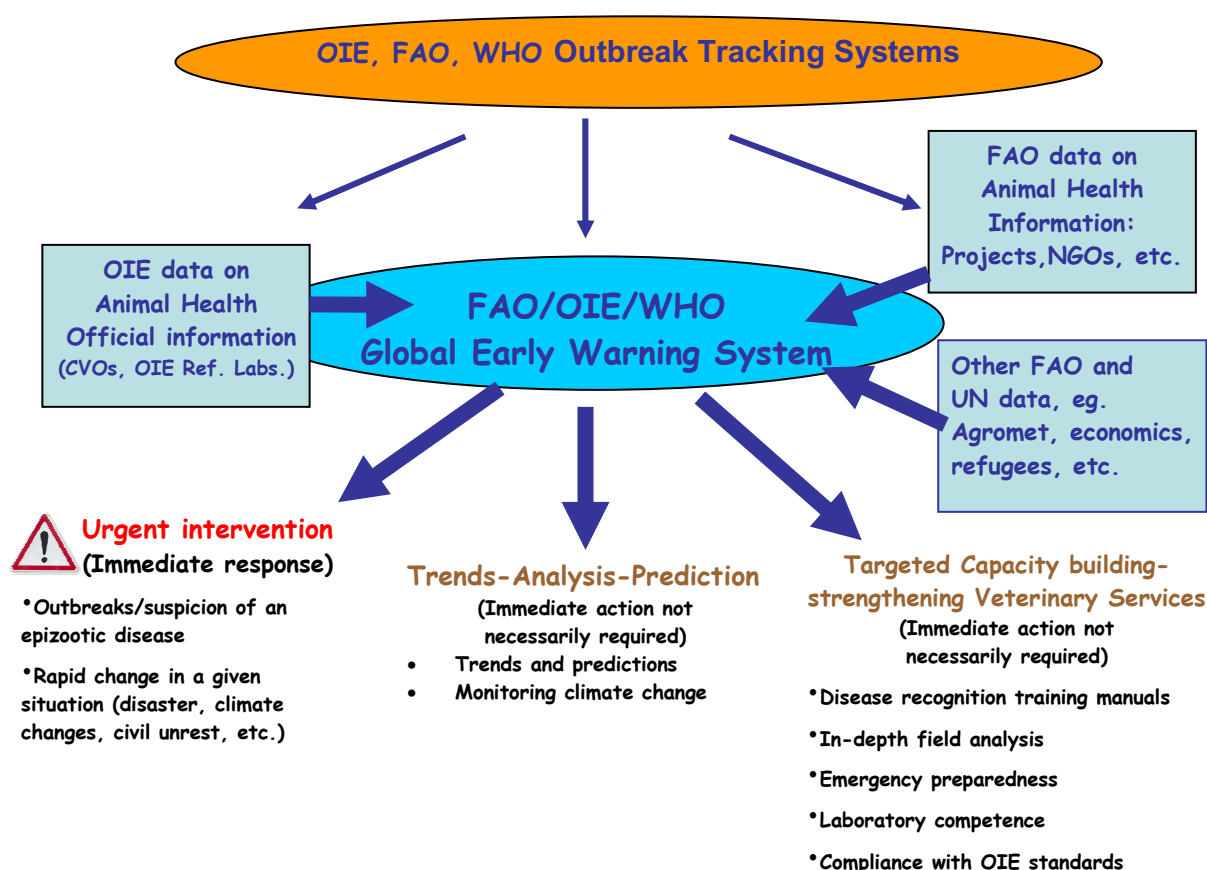 OIE, FAO, WHO Outbreak Tracking Systems
FAO data on
Animal Health
Information:
Projects,NGOs, etc.
OIE data on
Animal Health
Official information
(CVOs, OIE Ref. Labs.)
FAO/OIE/WHO
Global Early Warning System
Other FAO and
UN data, eg.
Agromet, economics,
refugees, etc.
Urgent intervention
(Immediate response)
•Outbreaks/suspicion of an
epizootic disease
•Rapid change in a given
situation (disaster, climate
changes, civil unrest, etc.)
Trends-Analysis-Prediction
(Immediate action not
necessarily required)
• Trends and predictions
• Monitoring climate change
Targeted Capacity building-
strengthening Veterinary Services
(Immediate action not
necessarily required)
•Disease recognition training manuals
•In-depth field analysis
•Emergency preparedness
•Laboratory competence
•Compliance with OIE standards